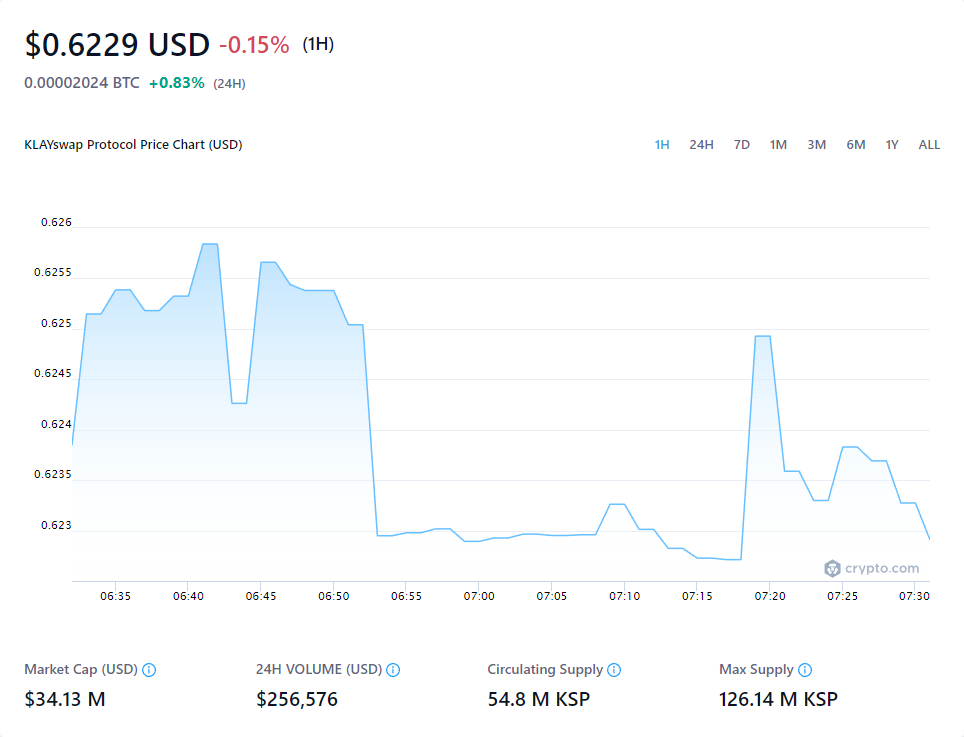 $0.6229 USD -0.15% (1H)
0.00002024 BTC +0.83% (24H)
KLAYswap Protocol Price Chart (USD) 1H 24H 7D 1M 3M 6M 1Y ALL
0.626
0.6255
0.625
0.6245
0.624
0.6235
0.623
crypto.com
06:35 06:40 06:45 06:50 06:55 07:00 07:05 07:10 07:15 07:20 07:25 07:30
Market Cap (USD) 24H VOLUME (USD) Circulating Supply Max Supply
$34.13 M $256,576 54.8 M KSP 126.14 M KSP